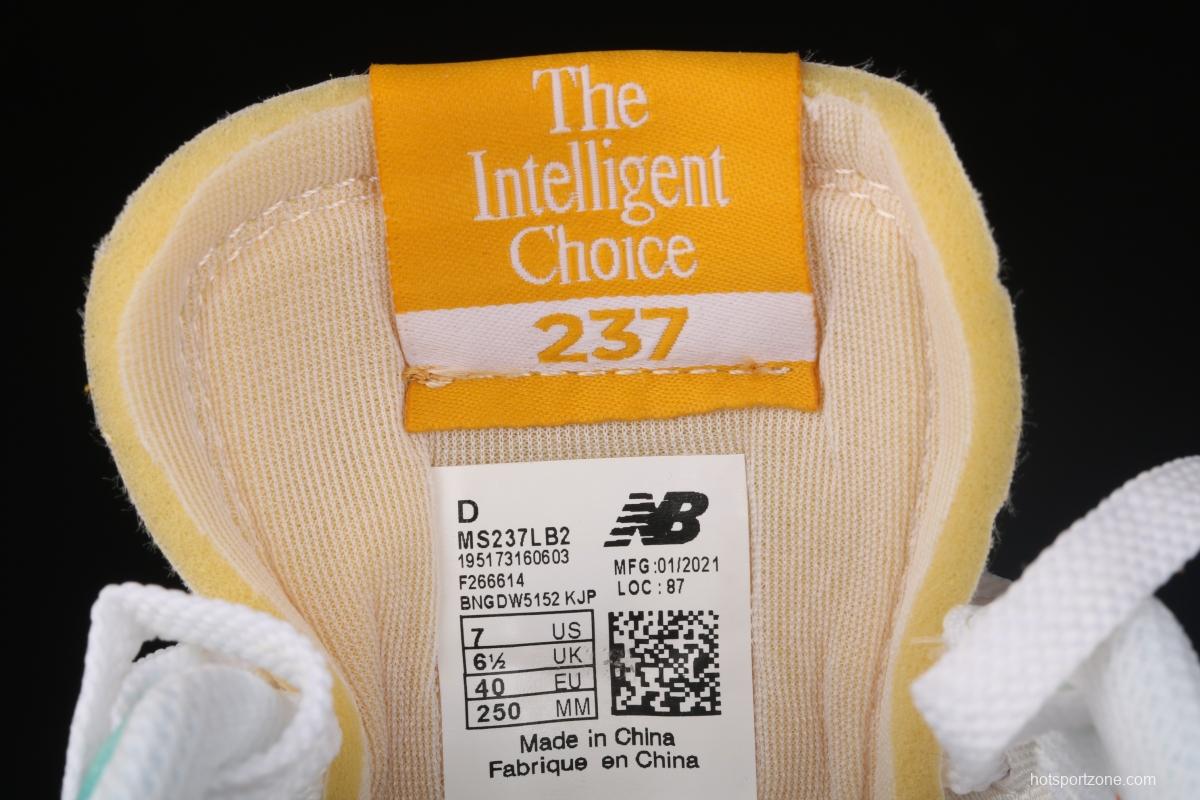 The
Intelligent
Choice
237
D
MS237LB2
195173160603
F266614
BNGDW5152 KJP
NB
MFG :01/2021
LOC : 87
7 US
6½ UK
40 EU
250 MM
Made in China
Fabrique en China
hotsportzone.com